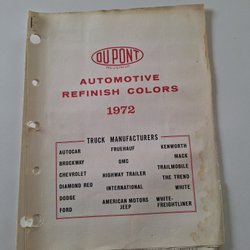 DU PONT
AUTOMOTIVE
REFINISH COLORS
1972
TRUCK MANUFACTURERS
AUTOCAR FRUEHAUF KENWORTH
BROCKWAY GMC MACK
CHEVROLET HIGHWAY TRAILER TRAILMOBILE
DIAMOND REO INTERNATIONAL THE TREND
DODGE AMERICAN MOTORS WHITE
FORD JEEP WHITE-
FREIGHTLINER